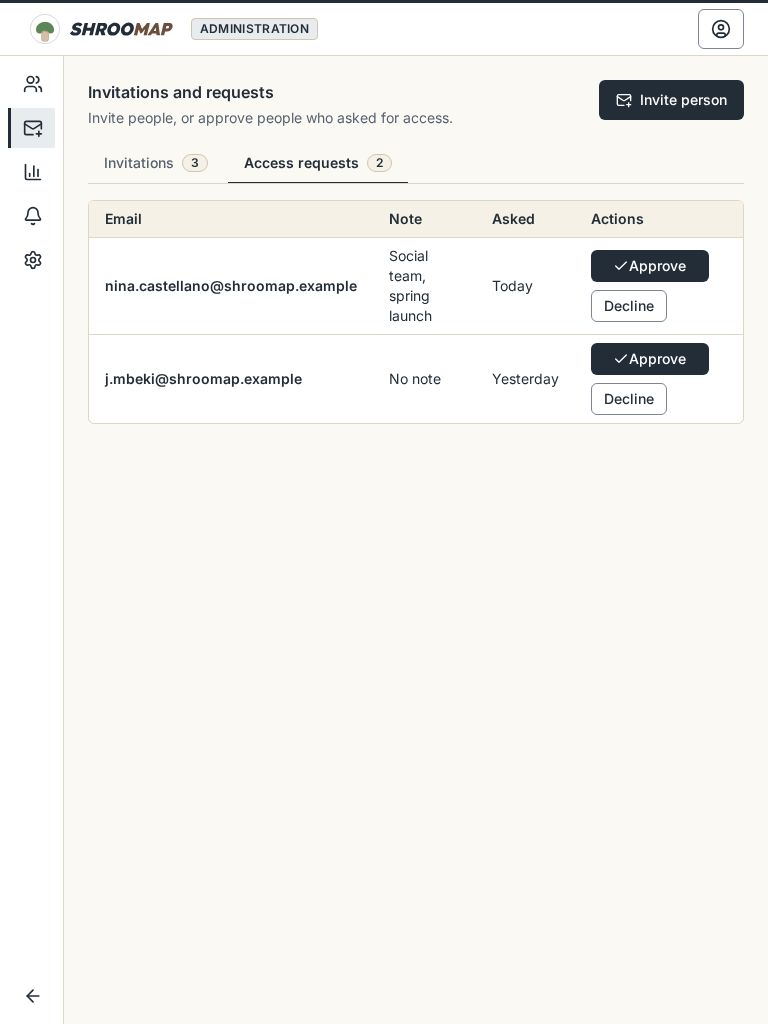 SHROOMAP
ADMINISTRATION
Invitations and requests
Invite people, or approve people who asked for access.
Invite person
Invitations 3
Access requests 2
Email Note Asked Actions
nina.castellano@shroomap.example
Social
team,
spring
launch
Today
Approve
Decline
j.mbeki@shroomap.example
No note
Yesterday
Approve
Decline